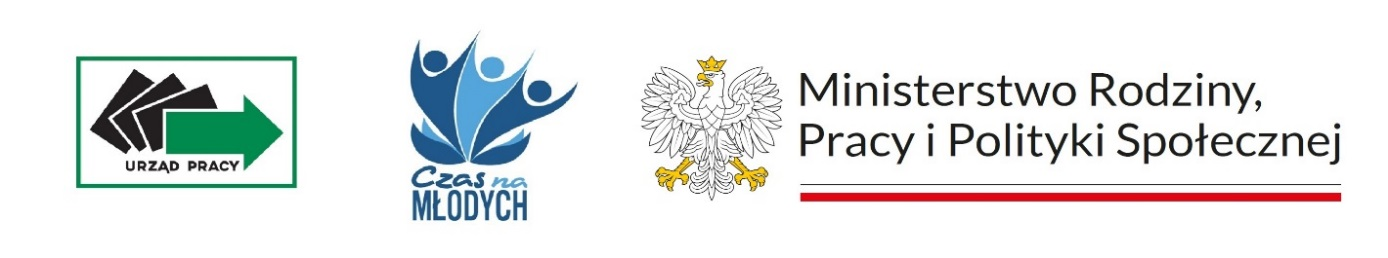 URZĄD PRACY
Czas na
MŁODYCH
Ministerstwo Rodziny,
Pracy i Polityki Społecznej